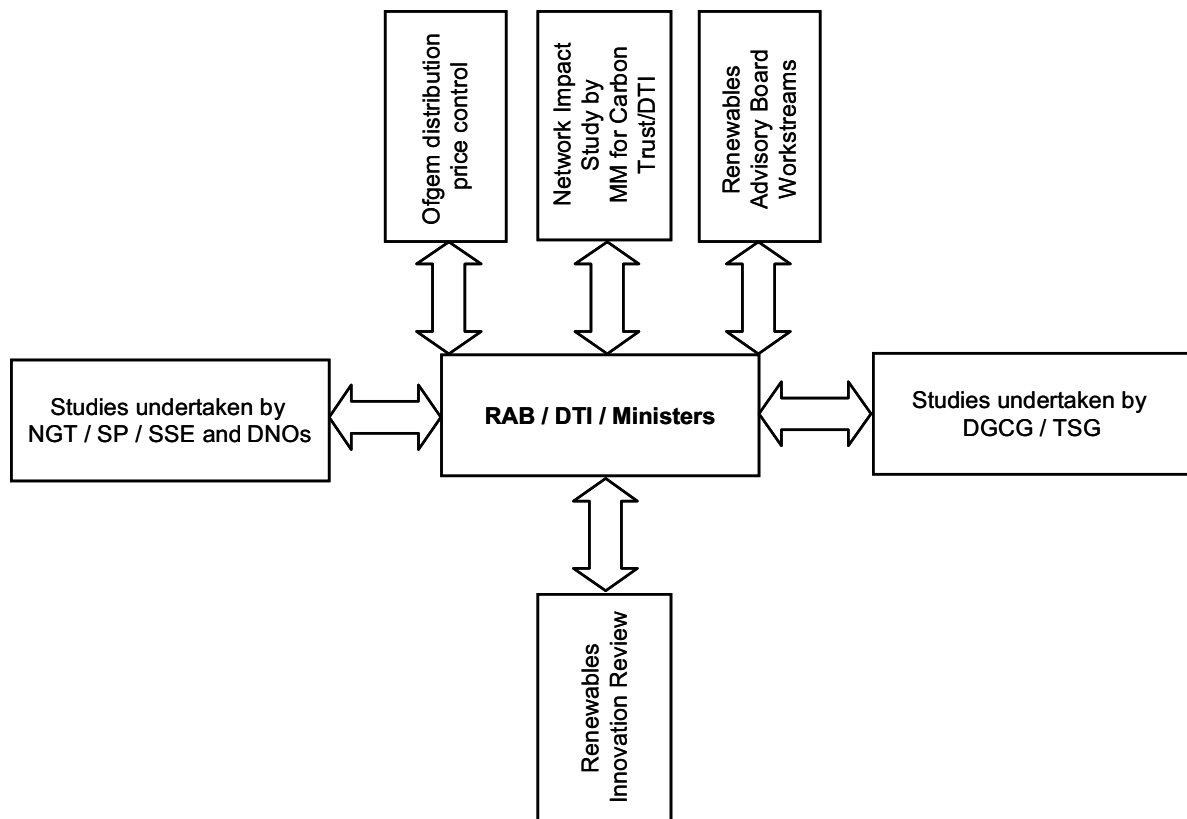 Ofgem distribution
price control
Network Impact
Study by
MM for Carbon
Trust/DTI
Renewables
Advisory Board
Workstreams
Studies undertaken by
NGT / SP / SSE and DNOs
RAB / DTI / Ministers
Studies undertaken by
DGCG / TSG
Renewables
Innovation Review